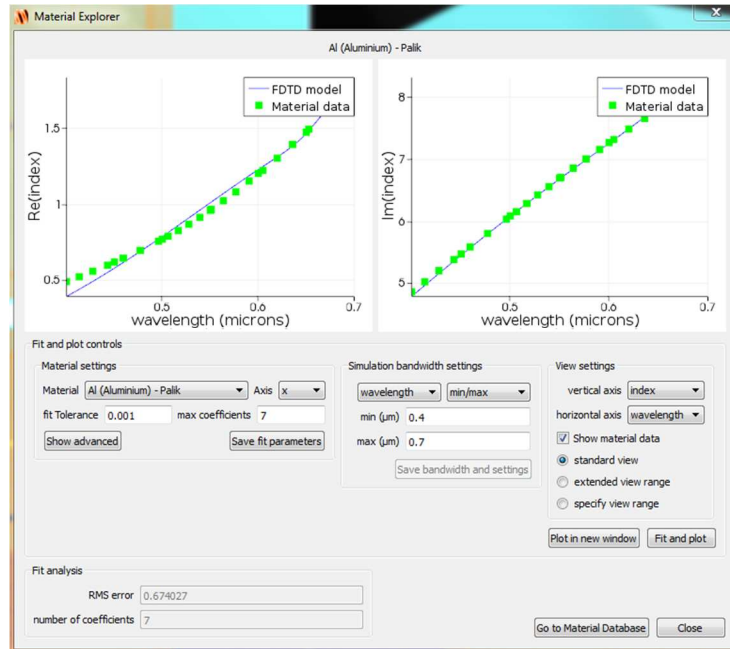 Material Explorer
x
Al (Aluminium) - Palik
FDTD model
Material data
1.5
1
0.5
Re(index)
0.5 0.6 0.7
wavelength (microns)
FDTD model
Material data
8
7
6
5
Im(index)
0.5 0.6 0.7
wavelength (microns)
Fit and plot controls
Material settings
Material Al (Aluminium) - Palik Axis x
fit Tolerance 0.001 max coefficients 7
Show advanced Save fit parameters
Simulation bandwidth settings
wavelength min/max
min (µm) 0.4
max (µm) 0.7
Save bandwidth and settings
View settings
vertical axis index
horizontal axis wavelength
Show material data
standard view
extended view range
specify view range
Plot in new window Fit and plot
Fit analysis
RMS error 0.674027
number of coefficients 7
Go to Material Database Close